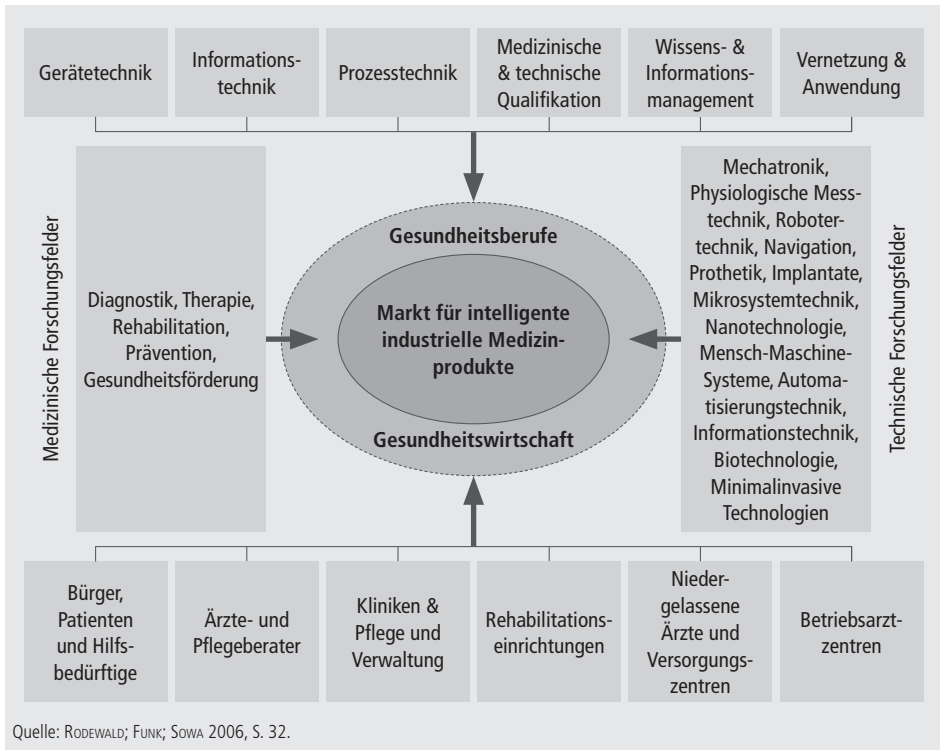 Gerätetechnik
Informations-
technik
Prozesstechnik
Medizinische
& technische
Qualifikation
Wissens- &
Informations-
management
Vernetzung &
Anwendung
Medizinische Forschungsfelder
Diagnostik, Therapie,
Rehabilitation,
Prävention,
Gesundheitsförderung
Gesundheitsberufe
Markt für intelligente
industrielle Medizin-
produkte
Gesundheitswirtschaft
Mechatronik,
Physiologische Mess-
technik, Roboter-
technik, Navigation,
Prothetik, Implantate,
Mikrosystemtechnik,
Nanotechnologie,
Mensch-Maschine-
Systeme, Automa-
tisierungstechnik,
Informationstechnik,
Biotechnologie,
Minimalinvasive
Technologien
Technische Forschungsfelder
Bürger,
Patienten
und Hilfs-
bedürftige
Ärzte- und
Pflegeberater
Kliniken &
Pflege und
Verwaltung
Rehabilitations-
einrichtungen
Nieder-
gelassene
Ärzte und
Versorgungs-
zentren
Betriebsarzt-
zentren
Quelle: Rodewald; Funk; Sowa 2006, S. 32.